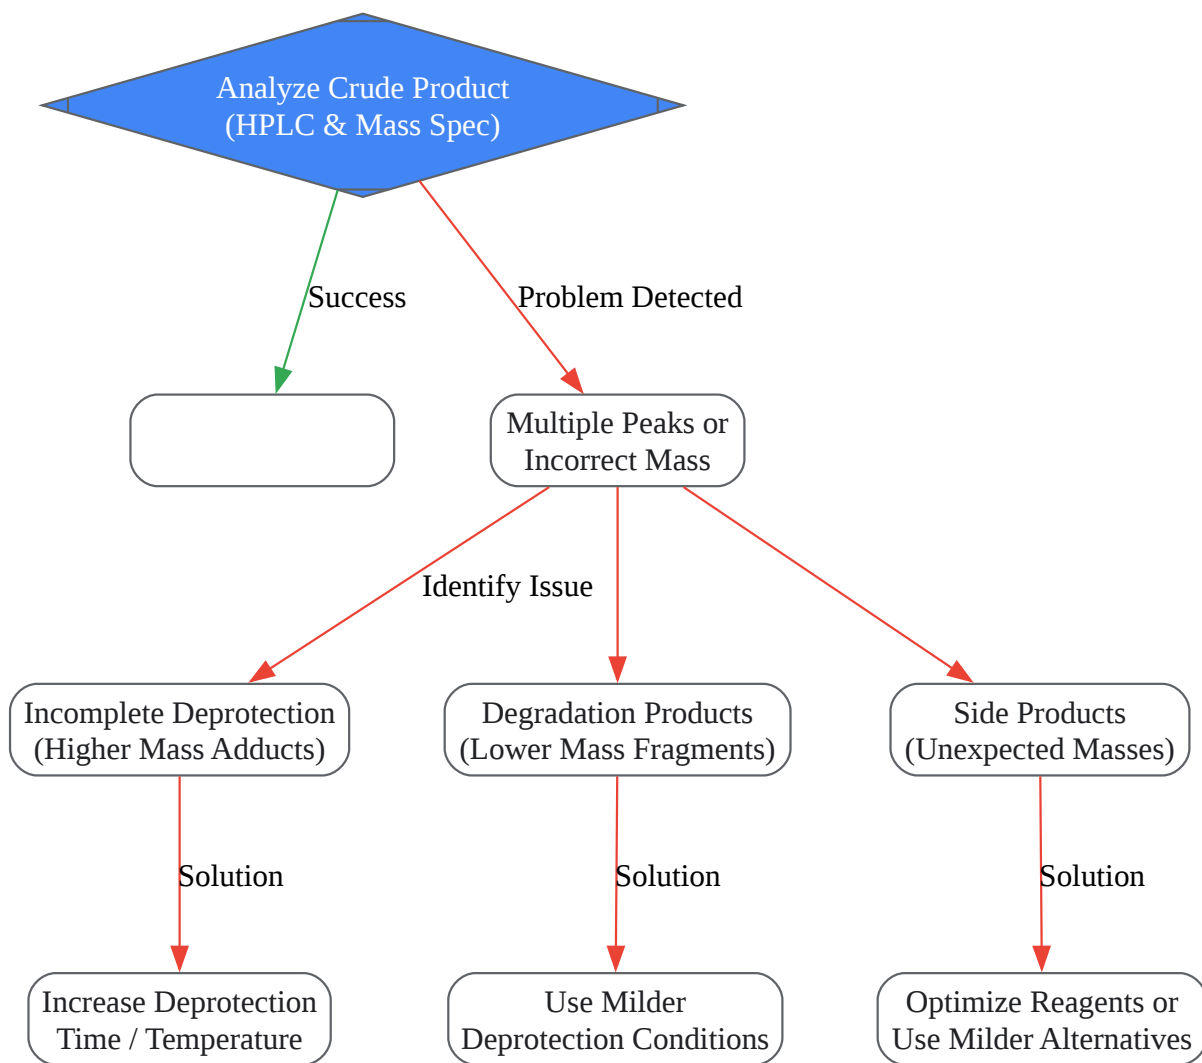 Analyze Crude Product
(HPLC & Mass Spec)
Success
Problem Detected
Multiple Peaks or
Incorrect Mass
Identify Issue
Incomplete Deprotection
(Higher Mass Adducts)
Degradation Products
(Lower Mass Fragments)
Side Products
(Unexpected Masses)
Solution
Solution
Solution
Increase Deprotection
Time / Temperature
Use Milder
Deprotection Conditions
Optimize Reagents or
Use Milder Alternatives